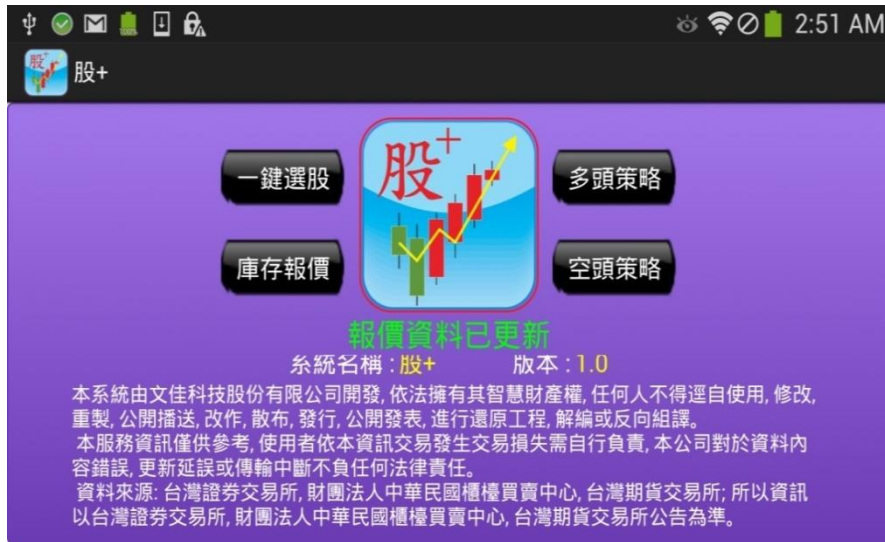 2:51 AM
100%
股+
股+
一鍵選股
多頭策略
庫存報價
空頭策略
報價資料已更新
系統名稱 : 股+ 版本 : 1.0
本系統由文佳科技股份有限公司開發, 依法擁有其智慧財產權, 任何人不得逕自使用, 修改,
重製, 公開播送, 改作, 散布, 發行, 公開發表, 進行還原工程, 解編或反向組譯。
本服務資訊僅供參考, 使用者依本資訊交易發生交易損失需自行負責, 本公司對於資料內
容錯誤, 更新延誤或傳輸中斷不負任何法律責任。
資料來源: 台灣證券交易所, 財團法人中華民國櫃檯買賣中心, 台灣期貨交易所; 所以資訊
以台灣證券交易所, 財團法人中華民國櫃檯買賣中心, 台灣期貨交易所公告為準。